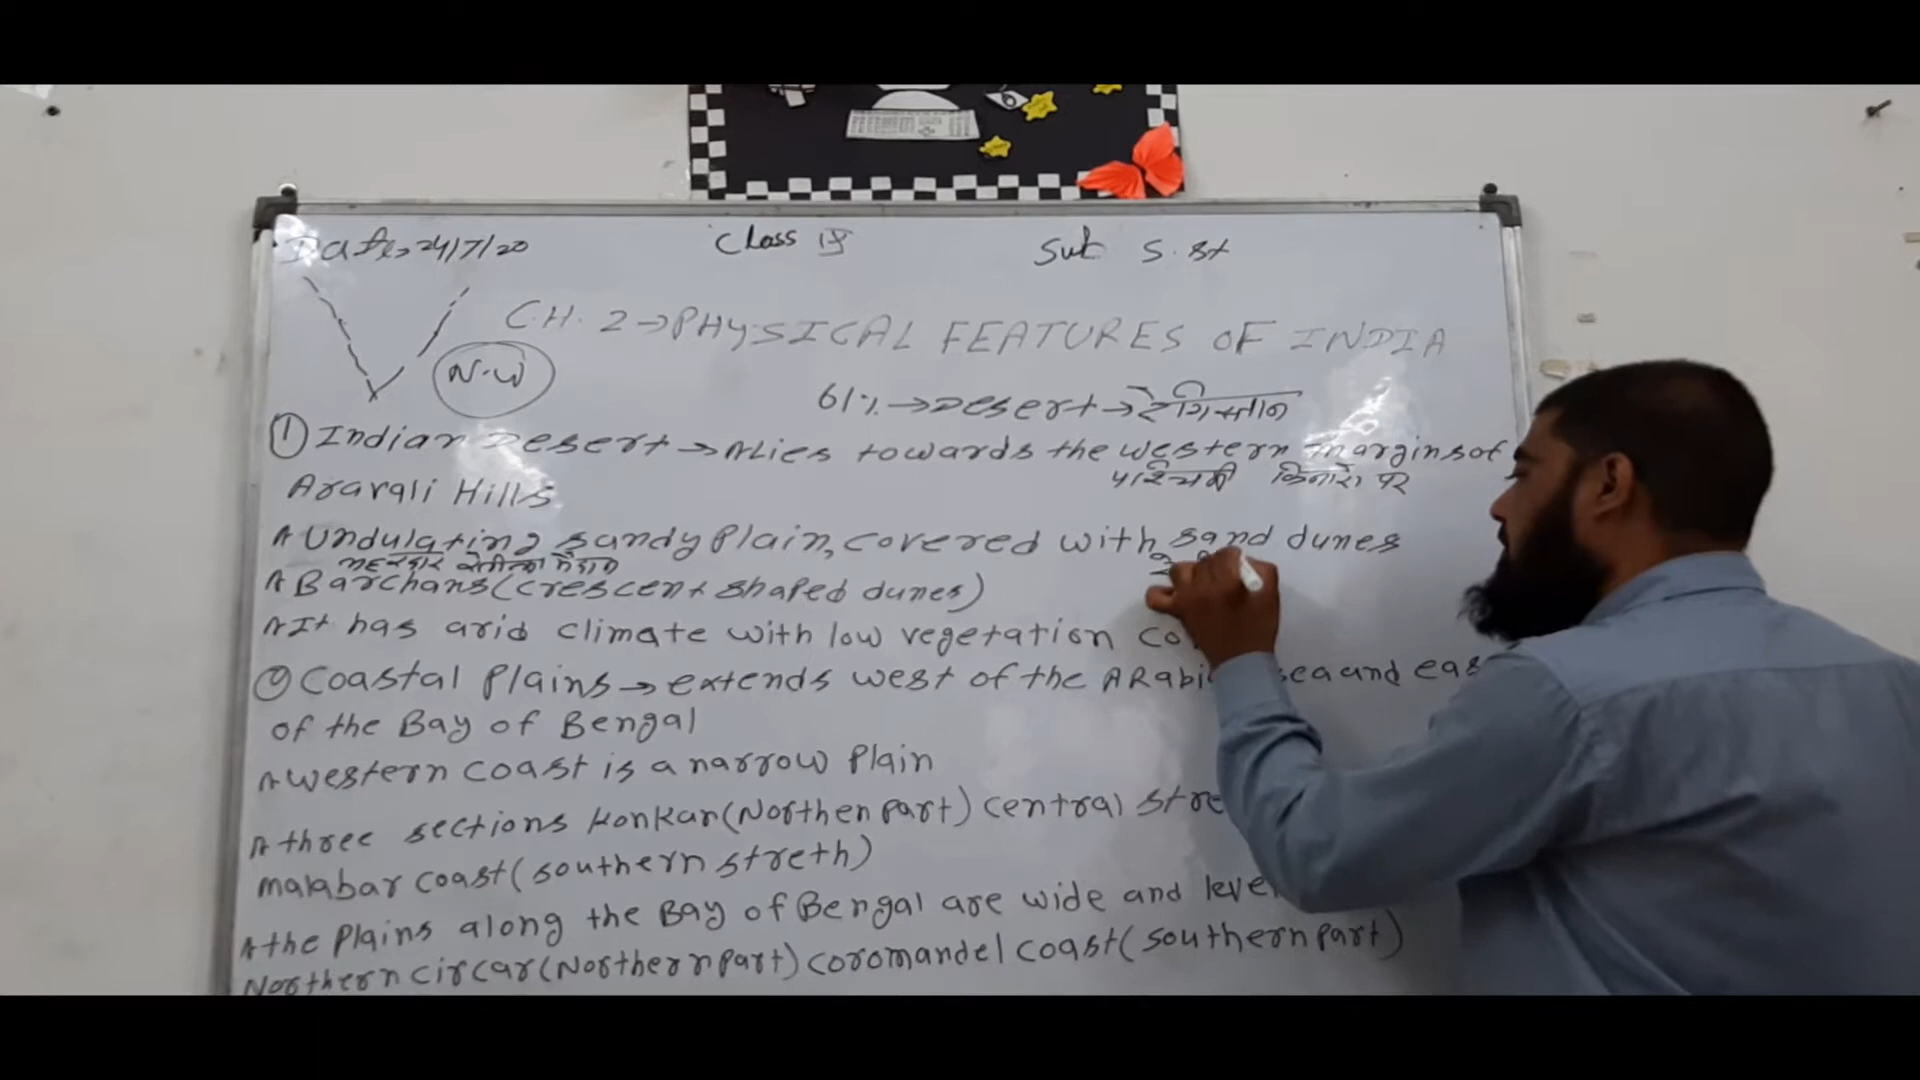 Date→24/7/20 Class IX Sub S.St
CH. 2→PHYSICAL FEATURES OF INDIA
N.W
61% →Desert→रेगिस्तान
① Indian Desert → Lies towards the western margins of
पश्चिमी किनारो पर
Aravali Hills
Undulating sandy Plain, covered with sand dunes
लहरदार रेतीला मैदान
Barchans (crescent shaped dunes)
It has arid climate with low vegetation
② Coastal Plains → extends west of the ARabi sea and eas
of the Bay of Bengal
western coast is a narrow Plain
three sections Konkan (Northen part) central stre
malabar coast (southern streth)
the Plains along the Bay of Bengal are wide and leve
Northern circar (Northern part) coromandel coast (southern part)